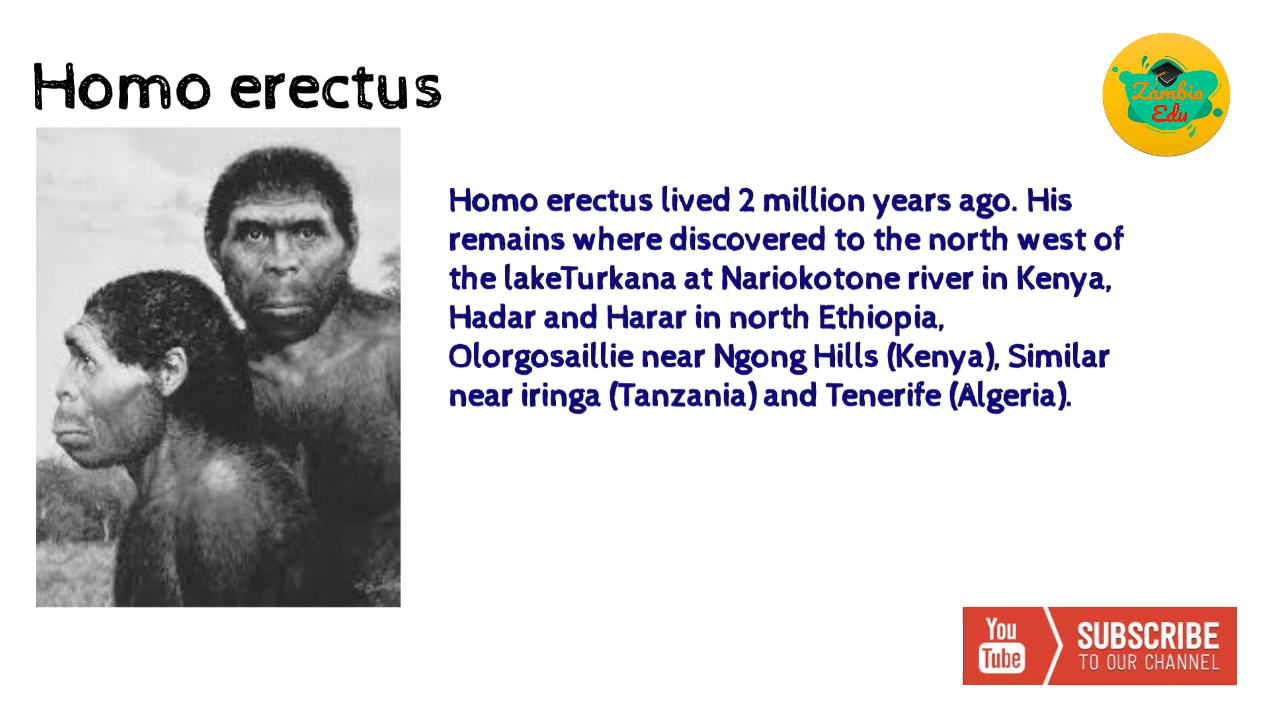 Homo erectus
Zambia
Edu
Homo erectus lived 2 million years ago. His
remains where discovered to the north west of
the lakeTurkana at Nariokotone river in Kenya,
Hadar and Harar in north Ethiopia,
Olorgosaillie near Ngong Hills (Kenya), Similar
near iringa (Tanzania) and Tenerife (Algeria).
You
Tube
SUBSCRIBE
TO OUR CHANNEL